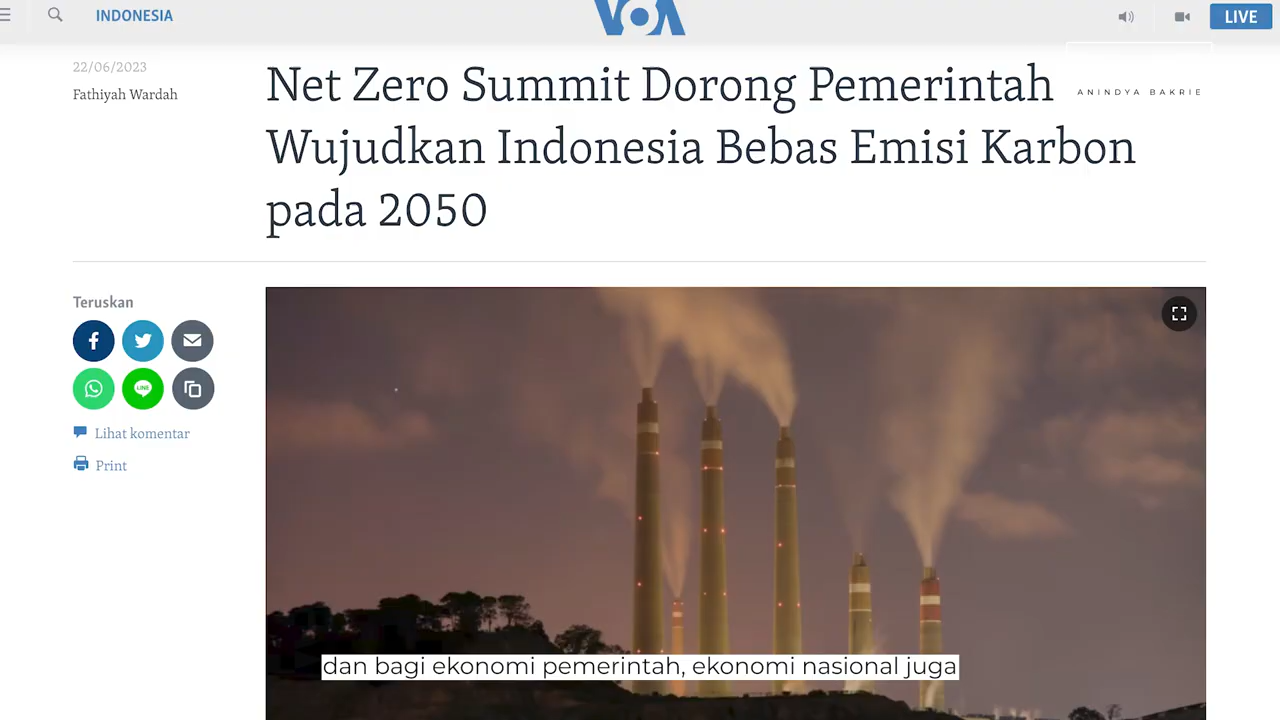 INDONESIA
VOA
LIVE
22/06/2023
Fathiyah Wardah
Net Zero Summit Dorong Pemerintah
Wujudkan Indonesia Bebas Emisi Karbon
pada 2050
ANINDYA BAKRIE
Teruskan
LINE
Lihat komentar
Print
dan bagi ekonomi pemerintah, ekonomi nasional juga